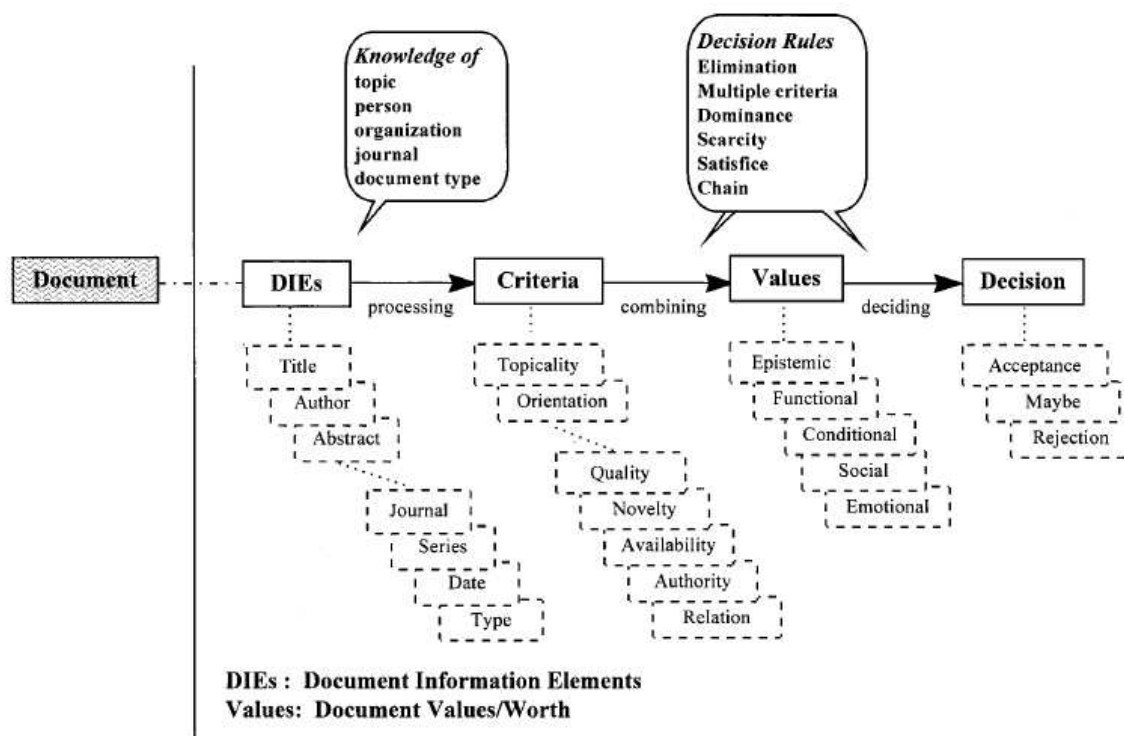 Knowledge of
topic
person
organization
journal
document type
Decision Rules
Elimination
Multiple criteria
Dominance
Scarcity
Satisfice
Chain
Document
DIEs
processing
Criteria
combining
Values
deciding
Decision
Title
Author
Abstract
Journal
Series
Date
Type
Topicality
Orientation
Quality
Novelty
Availability
Authority
Relation
Epistemic
Functional
Conditional
Social
Emotional
Acceptance
Maybe
Rejection
DIEs : Document Information Elements
Values: Document Values/Worth